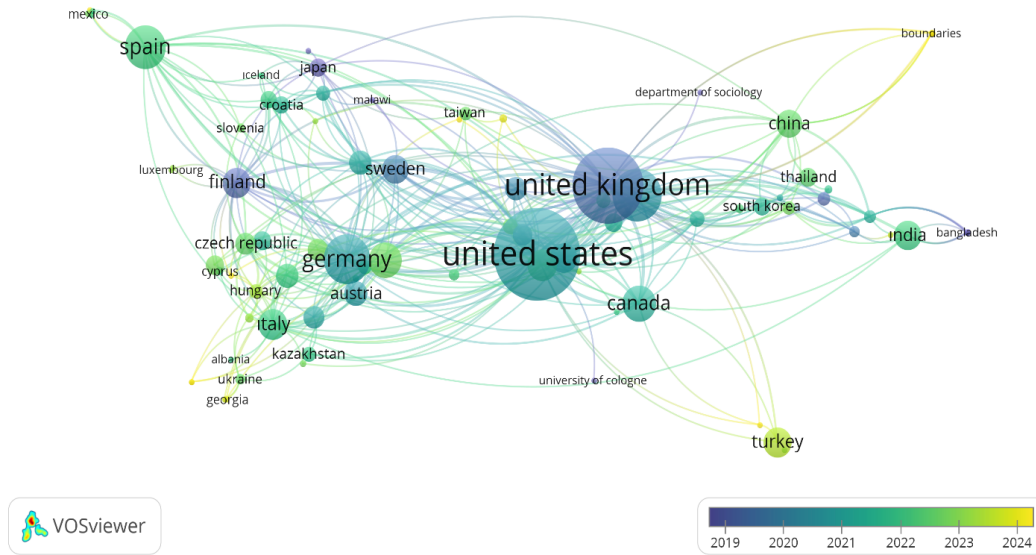 mexico
spain
boundaries
iceland
japan
croatia
malawi
department of sociology
taiwan
china
slovenia
luxembourg
finland
sweden
united kingdom
thailand
south korea
czech republic
india
bangladesh
cyprus
germany
united states
hungary
austria
canada
italy
kazakhstan
albania
ukraine
university of cologne
georgia
turkey
VOSviewer
2019 2020 2021 2022 2023 2024